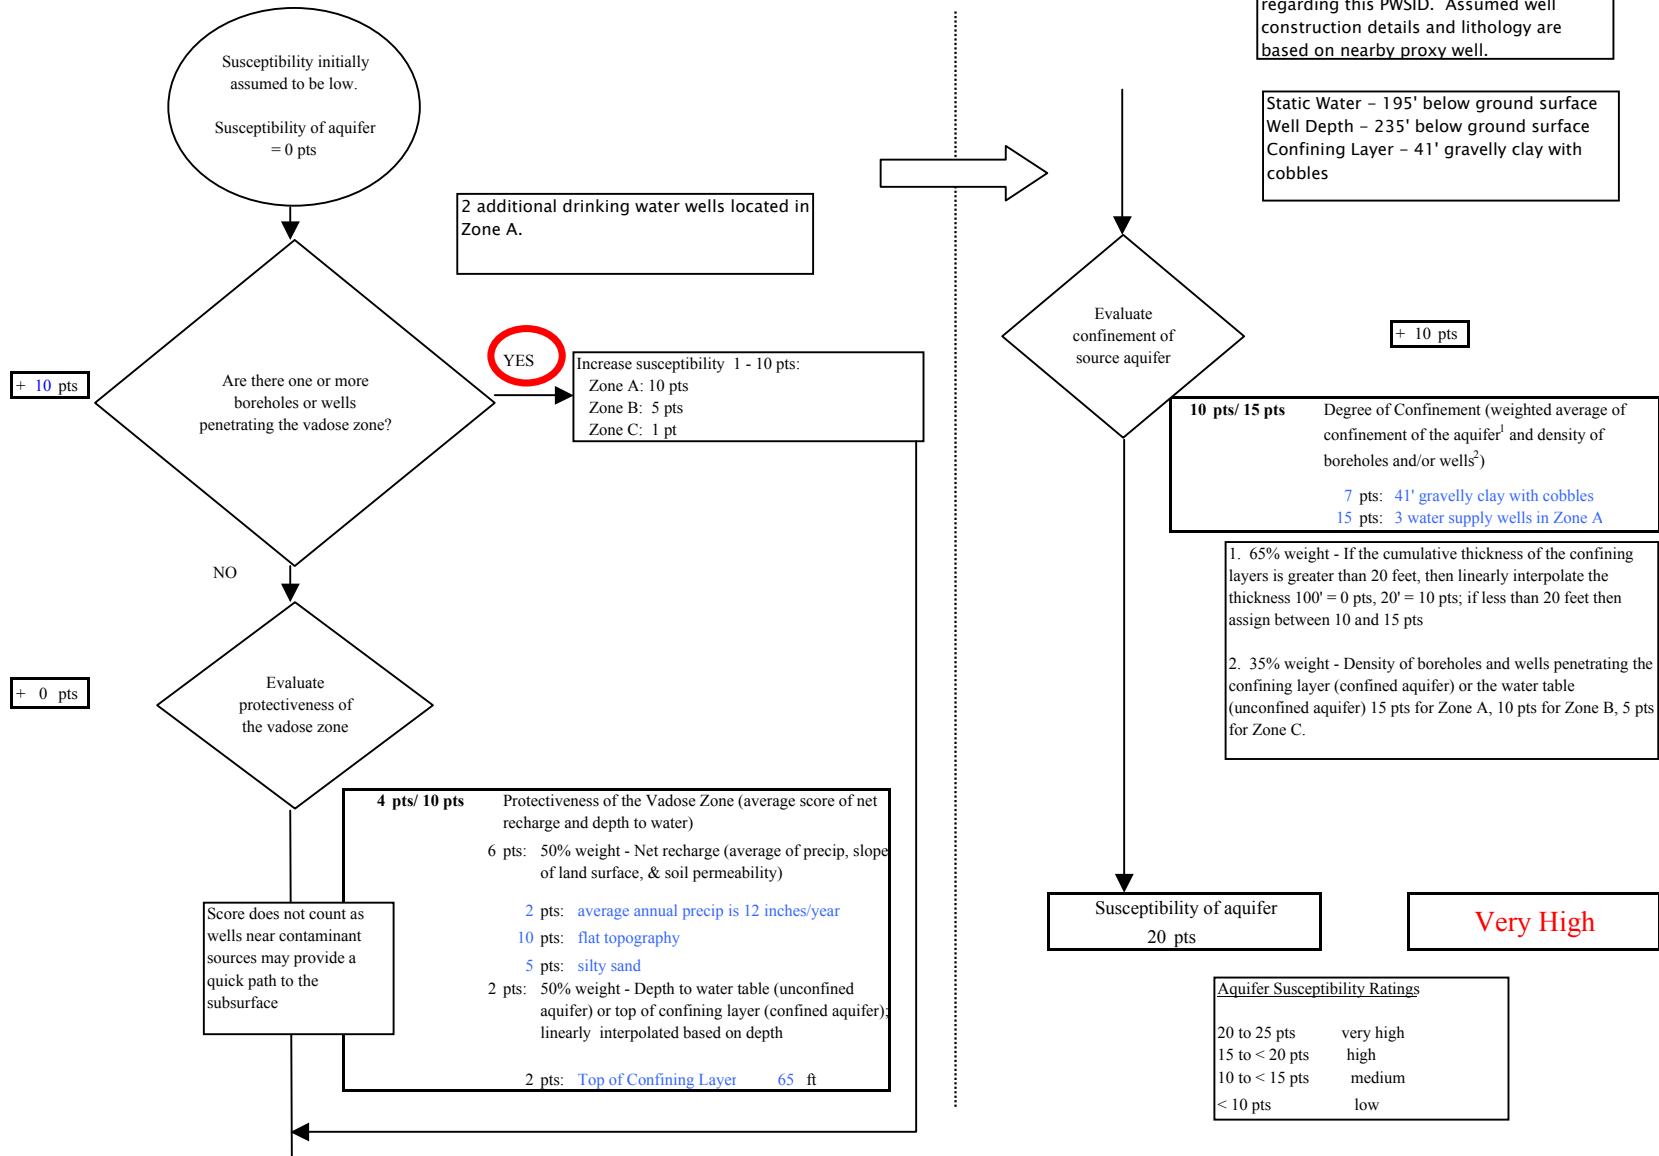 Susceptibility initially
assumed to be low.
Susceptibility of aquifer
= 0 pts
2 additional drinking water wells located in
Zone A.
+ 10 pts
Are there one or more
boreholes or wells
penetrating the vadose zone?
YES
Increase susceptibility 1 - 10 pts:
Zone A: 10 pts
Zone B: 5 pts
Zone C: 1 pt
NO
+ 0 pts
Evaluate
protectiveness of
the vadose zone
4 pts/ 10 pts Protectiveness of the Vadose Zone (average score of net
recharge and depth to water)
6 pts: 50% weight - Net recharge (average of precip, slope
of land surface, & soil permeability)
2 pts: average annual precip is 12 inches/year
10 pts: flat topography
5 pts: silty sand
2 pts: 50% weight - Depth to water table (unconfined
aquifer) or top of confining layer (confined aquifer);
linearly interpolated based on depth
2 pts: Top of Confining Layer 65 ft
Score does not count as
wells near contaminant
sources may provide a
quick path to the
subsurface
regarding this PWSID. Assumed well
construction details and lithology are
based on nearby proxy well.
Static Water – 195' below ground surface
Well Depth – 235' below ground surface
Confining Layer – 41' gravelly clay with
cobbles
Evaluate
confinement of
source aquifer
+ 10 pts
10 pts/ 15 pts Degree of Confinement (weighted average of
confinement of the aquifer1 and density of
boreholes and/or wells2)
7 pts: 41' gravelly clay with cobbles
15 pts: 3 water supply wells in Zone A
1. 65% weight - If the cumulative thickness of the confining
layers is greater than 20 feet, then linearly interpolate the
thickness 100' = 0 pts, 20' = 10 pts; if less than 20 feet then
assign between 10 and 15 pts
2. 35% weight - Density of boreholes and wells penetrating the
confining layer (confined aquifer) or the water table
(unconfined aquifer) 15 pts for Zone A, 10 pts for Zone B, 5 pts
for Zone C.
Susceptibility of aquifer
20 pts
Very High
Aquifer Susceptibility Ratings
20 to 25 pts very high
15 to < 20 pts high
10 to < 15 pts medium
< 10 pts low